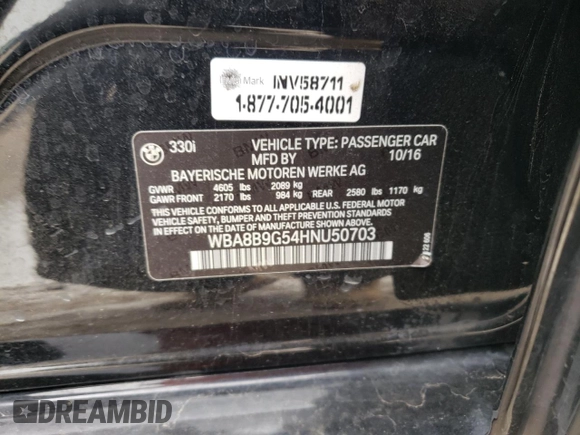 Mark INV58711
1-877-705-4001
330i VEHICLE TYPE: PASSENGER CAR
MFD BY 10/16
BAYERISCHE MOTOREN WERKE AG
GVWR 4605 lbs 2089 kg
GAWR FRONT 2170 lbs 984 kg REAR 2580 lbs 1170 kg
THIS VEHICLE CONFORMS TO ALL APPLICABLE U.S. FEDERAL MOTOR
VEHICLE SAFETY, BUMPER, AND THEFT PREVENTION STANDARDS
IN EFFECT ON THE DATE OF MANUFACTURE SHOWN ABOVE.
WBA8B9G54HNU50703
DREAMBID